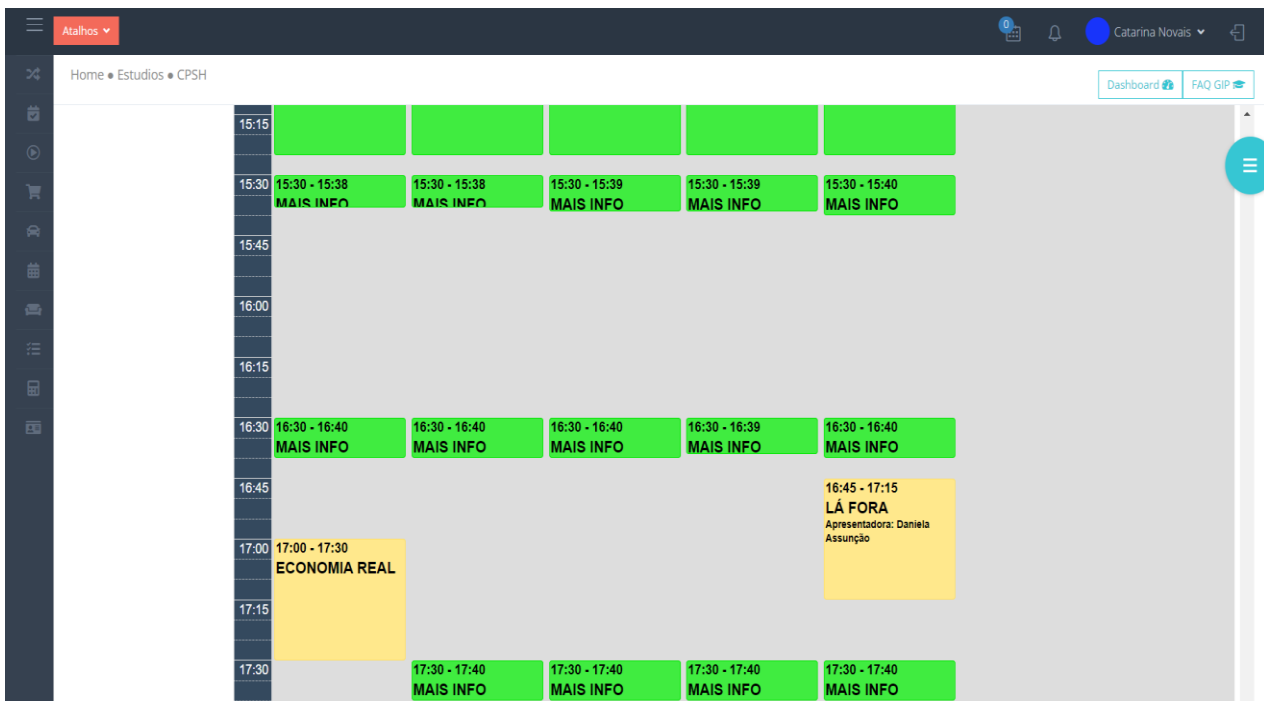 Atalhos
0
Catarina Novais
Home • Estudios • CPSH
Dashboard
FAQ GIP
15:15
15:30
15:30 - 15:38
MAIS INFO
15:30 - 15:38
MAIS INFO
15:30 - 15:39
MAIS INFO
15:30 - 15:39
MAIS INFO
15:30 - 15:40
MAIS INFO
15:45
16:00
16:15
16:30
16:30 - 16:40
MAIS INFO
16:30 - 16:40
MAIS INFO
16:30 - 16:40
MAIS INFO
16:30 - 16:39
MAIS INFO
16:30 - 16:40
MAIS INFO
16:45
16:45 - 17:15
LÁ FORA
Apresentadora: Daniela
Assunção
17:00
17:00 - 17:30
ECONOMIA REAL
17:15
17:30
17:30 - 17:40
MAIS INFO
17:30 - 17:40
MAIS INFO
17:30 - 17:40
MAIS INFO
17:30 - 17:40
MAIS INFO